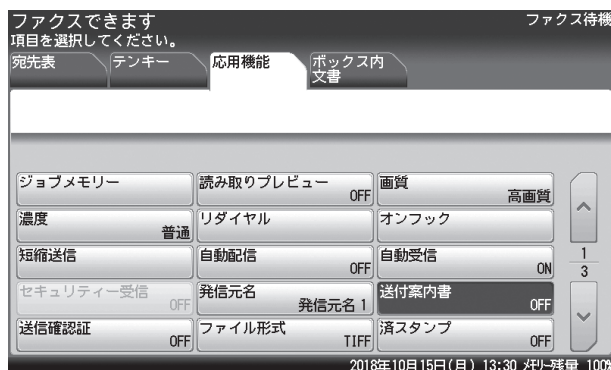 ファクスできます
ファクス待機
項目を選択してください。
宛先表 テンキー 応用機能 ボックス内
文書
ジョブメモリー 読み取りプレビュー OFF 画質 高画質
濃度 普通 リダイヤル オンフック
短縮送信 自動配信 OFF 自動受信 ON
1
3
セキュリティー受信 OFF 発信元名 発信元名 1 送付案内書 OFF
送信確認証 OFF ファイル形式 TIFF 済スタンプ OFF
2018年10月15日(月) 13:30 メモリー残量 100%